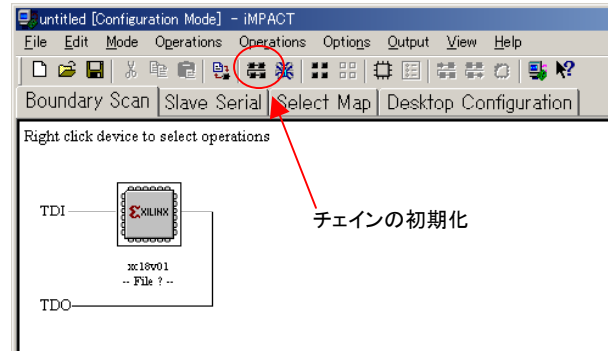 untitled [Configuration Mode] - iMPACT
File Edit Mode Operations Operations Options Output View Help
Boundary Scan Slave Serial Select Map Desktop Configuration
Right click device to select operations
TDI
XILINX
xc18v01
-- File ? --
TDO
チェインの初期化